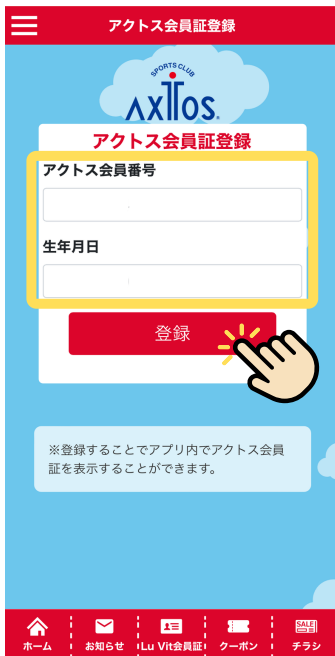 アクトス会員証登録
SPORTS CLUB
AXTOS.
アクトス会員証登録
アクトス会員番号
生年月日
登録
※登録することでアプリ内でアクトス会員
証を表示することができます。
ホーム
お知らせ
Lu Vit会員証
クーポン
SALE
チラシ